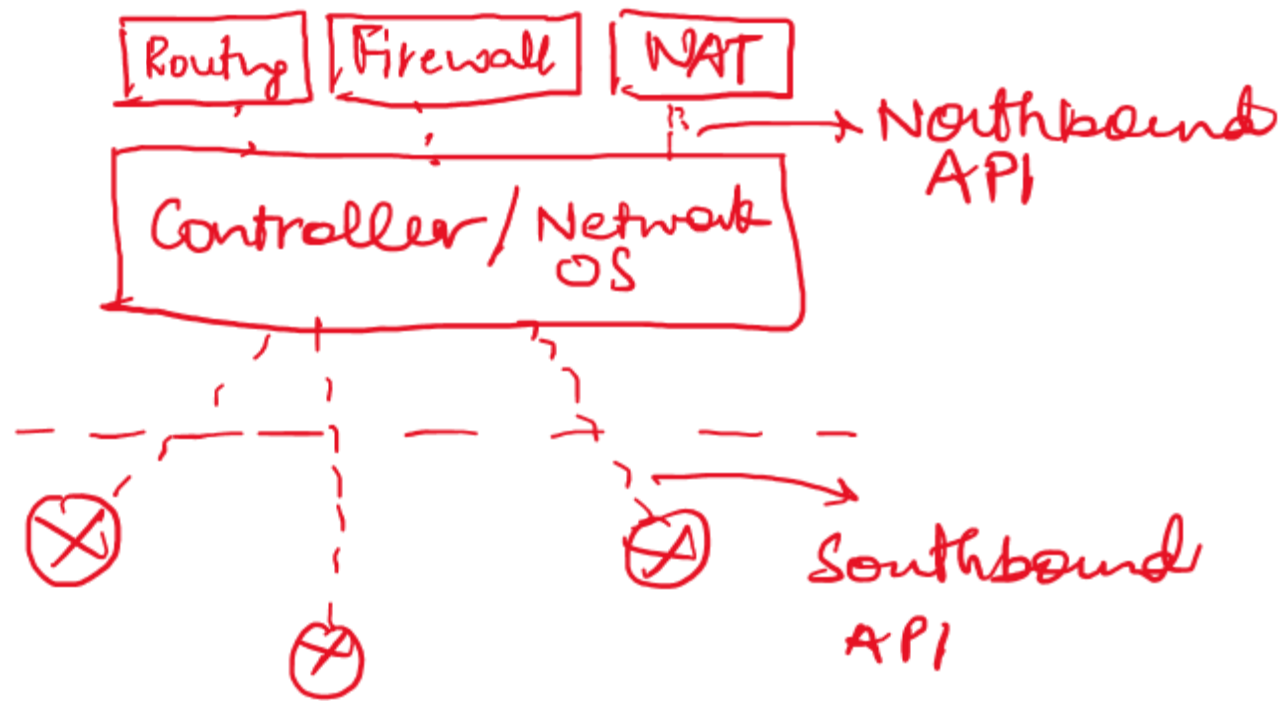 Routing
Firewall
NAT
Northbound
API
Controller / Network
OS
Southbound
API